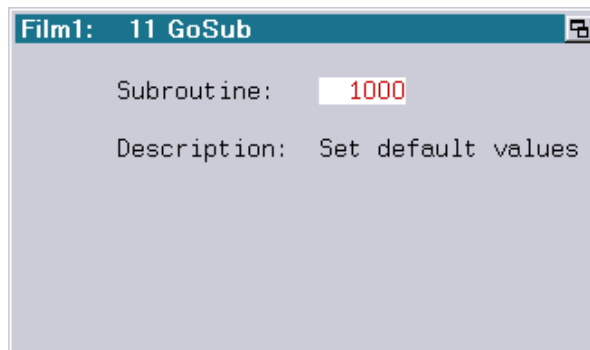 Film1: 11 GoSub
Subroutine: 1000
Description: Set default values